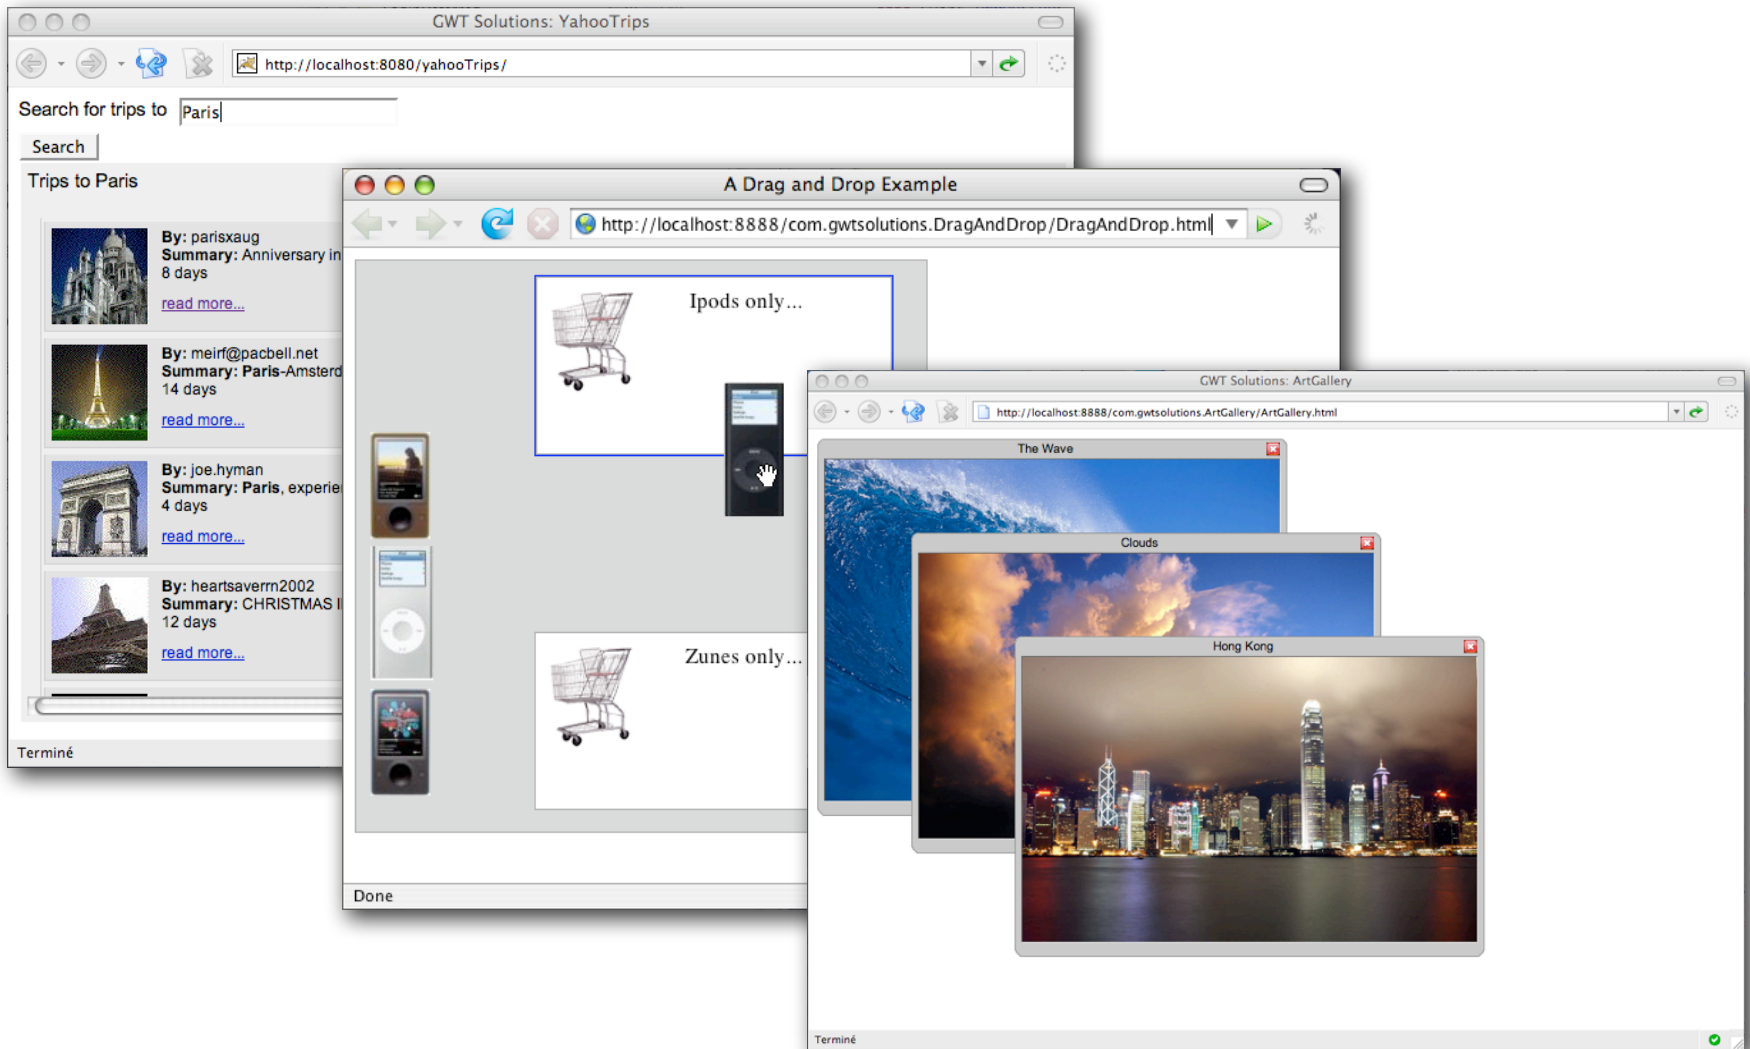 GWT Solutions: YahooTrips
http://localhost:8080/yahooTrips/
Search for trips to Paris
Search
Trips to Paris
By: parisxaug
Summary: Anniversary in
8 days
read more...
By: meirf@pacbell.net
Summary: Paris-Amsterd
14 days
read more...
By: joe.hyman
Summary: Paris, experie
4 days
read more...
By: heartsaverrn2002
Summary: CHRISTMAS I
12 days
read more...
Terminé
A Drag and Drop Example
http://localhost:8888/com.gwtsolutions.DragAndDrop/DragAndDrop.html
Ipods only...
Zunes only...
Done
GWT Solutions: ArtGallery
http://localhost:8888/com.gwtsolutions.ArtGallery/ArtGallery.html
The Wave
Clouds
Hong Kong
Terminé